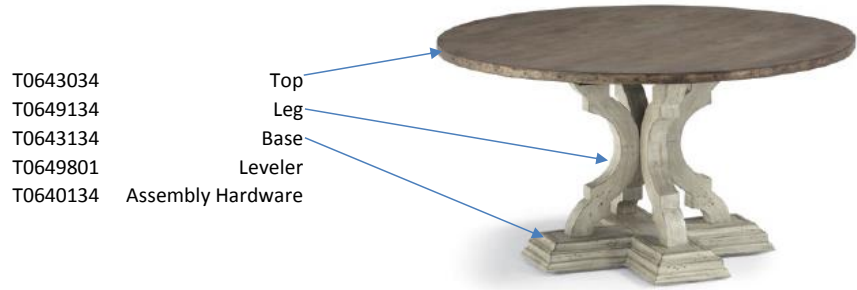 T0643034 Top
T0649134 Leg
T0643134 Base
T0649801 Leveler
T0640134 Assembly Hardware